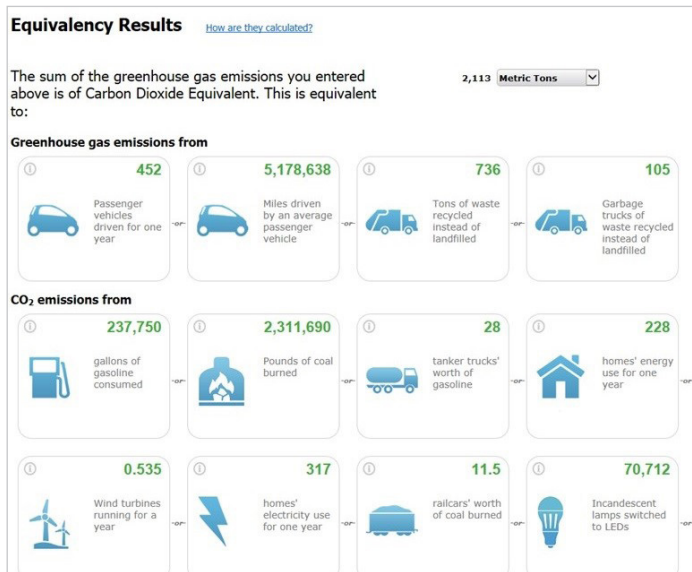 Equivalency Results How are they calculated?
The sum of the greenhouse gas emissions you entered
above is of Carbon Dioxide Equivalent. This is equivalent
to:
2,113 Metric Tons
Greenhouse gas emissions from
452
Passenger
vehicles
driven for one
year
-or-
5,178,638
Miles driven
by an average
passenger
vehicle
-or-
736
Tons of waste
recycled
instead of
landfilled
-or-
105
Garbage
trucks of
waste recycled
instead of
landfilled
CO₂ emissions from
237,750
gallons of
gasoline
consumed
-or-
2,311,690
Pounds of coal
burned
-or-
28
tanker trucks'
worth of
gasoline
-or-
228
homes' energy
use for one
year
-or-
0.535
Wind turbines
running for a
year
-or-
317
homes'
electricity use
for one year
-or-
11.5
railcars' worth
of coal burned
-or-
70,712
Incandescent
lamps switched
to LEDs
-or-